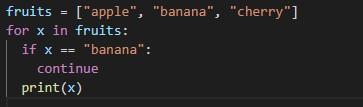 fruits = ["apple", "banana", "cherry"]
for x in fruits:
  if x == "banana":
    continue
  print(x)